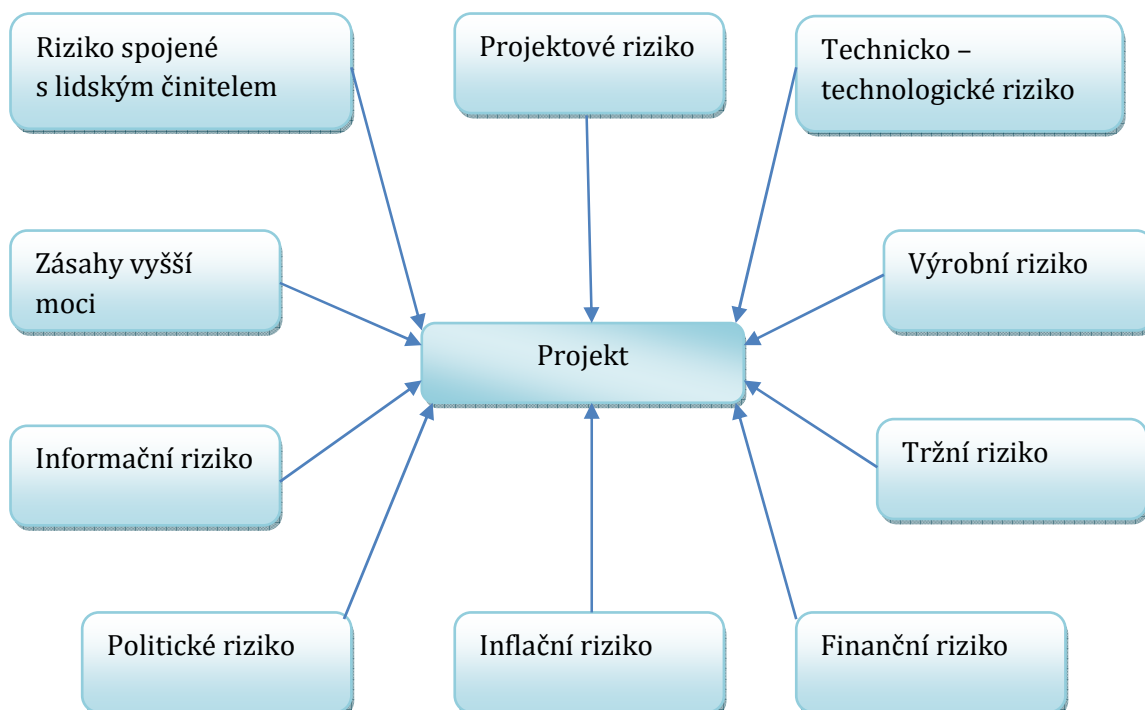 Riziko spojené
s lidským činitelem
Projektové riziko
Technicko –
technologické riziko
Zásahy vyšší
moci
Výrobní riziko
Projekt
Informační riziko
Tržní riziko
Politické riziko
Inflační riziko
Finanční riziko